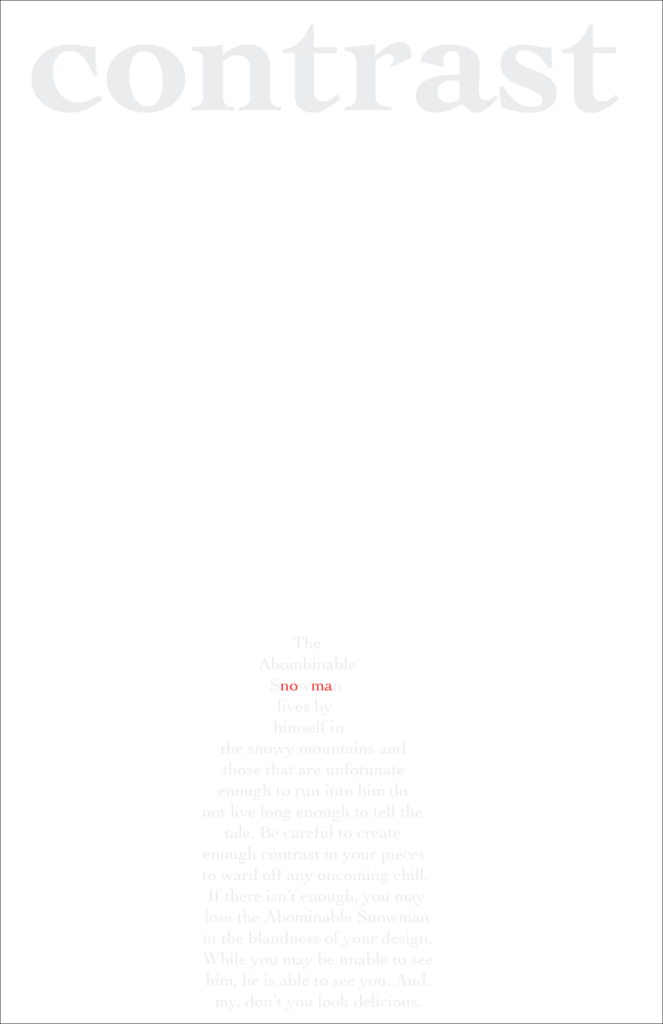 contrast
The
Abombinable
Snowman
lives by
himself in
the snowy mountains and
those that are unfotunate
enough to run into him do
not live long enough to tell the
tale. Be careful to create
enough contrast in your pieces
to ward off any oncoming chill.
If there isn't enough, you may
lose the Abominable Snowman
in the blandness of your design.
While you may be unable to see
him, he is able to see you. And,
my, don't you look delicious.